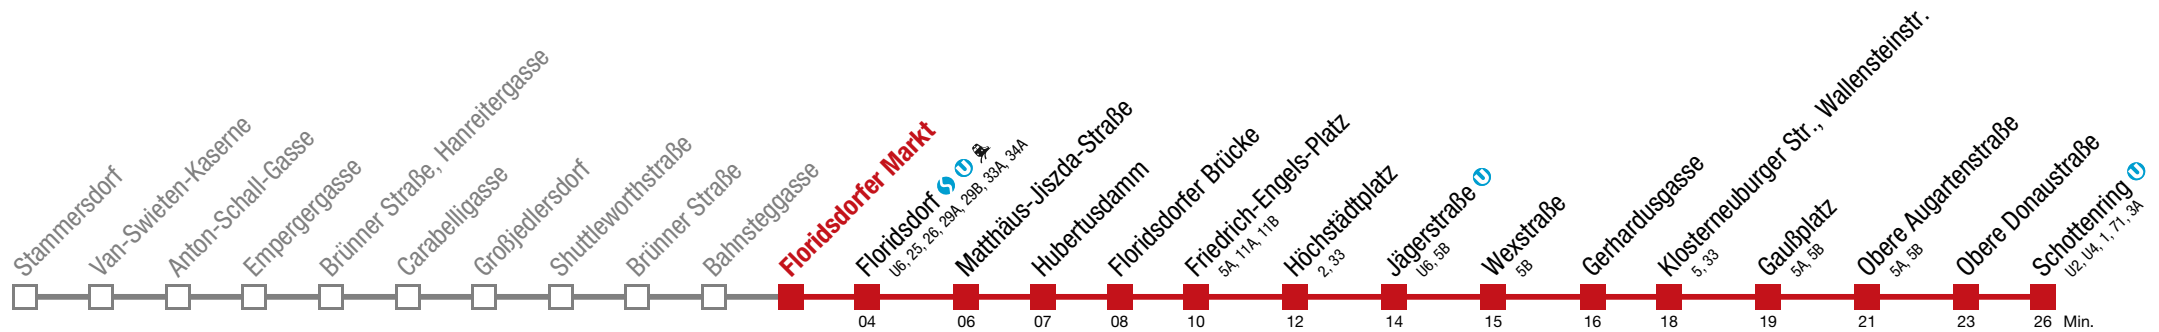 Stammersdorf
Van-Swieten-Kaserne
Anton-Schall-Gasse
Empergergasse
Brünner Straße, Hanreitergasse
Carabelligasse
Großjedlersdorf
Shuttleworthstraße
Brünner Straße
Bahnsteggasse
Floridsdorfer Markt
Floridsdorf
U6, 25, 26, 29A, 29B, 33A, 34A
Matthäus-Jiszda-Straße
Hubertusdamm
Floridsdorfer Brücke
Friedrich-Engels-Platz
5A, 11A, 11B
Höchstädtplatz
2, 33
Jägerstraße U
U6, 5B
Wexstraße
5B
Gerhardusgasse
Klosterneuburger Str., Wallensteinstr.
5, 33
Gaußplatz
5A, 5B
Obere Augartenstraße
5A, 5B
Obere Donaustraße
Schottenring U
U2, U4, 1, 71, 3A
04 06 07 08 10 12 14 15 16 18 19 21 23 26 Min.